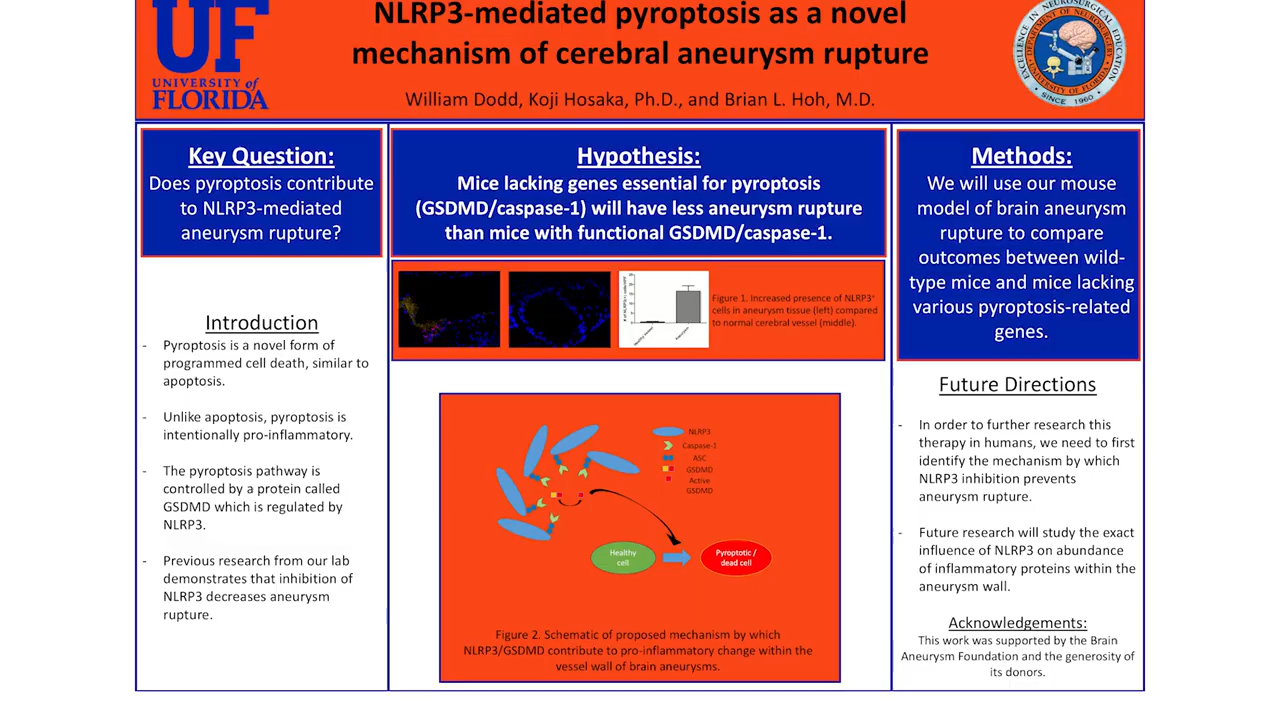 UF
UNIVERSITY of
FLORIDA
NLRP3-mediated pyroptosis as a novel
mechanism of cerebral aneurysm rupture
William Dodd, Koji Hosaka, Ph.D., and Brian L. Hoh, M.D.
EXCELLENCE IN NEUROSURGICAL EDUCATION
DEPARTMENT OF NEUROSURGERY
UNIVERSITY OF FLORIDA
SINCE 1960
Key Question:
Does pyroptosis contribute
to NLRP3-mediated
aneurysm rupture?
Introduction
- Pyroptosis is a novel form of
programmed cell death, similar to
apoptosis.
- Unlike apoptosis, pyroptosis is
intentionally pro-inflammatory.
- The pyroptosis pathway is
controlled by a protein called
GSDMD which is regulated by
NLRP3.
- Previous research from our lab
demonstrates that inhibition of
NLRP3 decreases aneurysm
rupture.
Hypothesis:
Mice lacking genes essential for pyroptosis
(GSDMD/caspase-1) will have less aneurysm rupture
than mice with functional GSDMD/caspase-1.
Figure 1. Increased presence of NLRP3⁺
cells in aneurysm tissue (left) compared
to normal cerebral vessel (middle).
NLRP3
Caspase-1
ASC
GSDMD
Active
GSDMD
Healthy
cell
Pyroptotic /
dead cell
Figure 2. Schematic of proposed mechanism by which
NLRP3/GSDMD contribute to pro-inflammatory change within the
vessel wall of brain aneurysms.
Methods:
We will use our mouse
model of brain aneurysm
rupture to compare
outcomes between wild-
type mice and mice lacking
various pyroptosis-related
genes.
Future Directions
- In order to further research this
therapy in humans, we need to first
identify the mechanism by which
NLRP3 inhibition prevents
aneurysm rupture.
- Future research will study the exact
influence of NLRP3 on abundance
of inflammatory proteins within the
aneurysm wall.
Acknowledgements:
This work was supported by the Brain
Aneurysm Foundation and the generosity of
its donors.